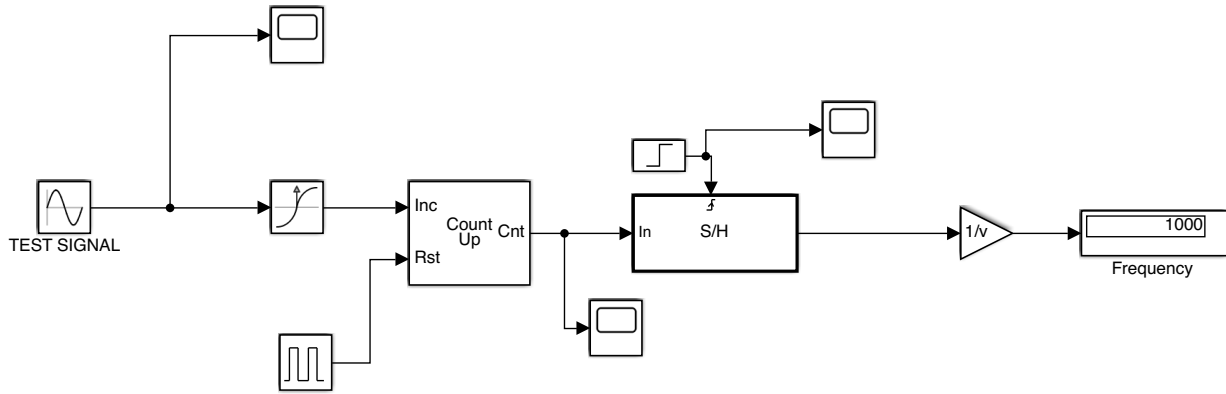 TEST SIGNAL
Inc
Rst
Count
Up
Cnt
In
S/H
1/v
1000
Frequency